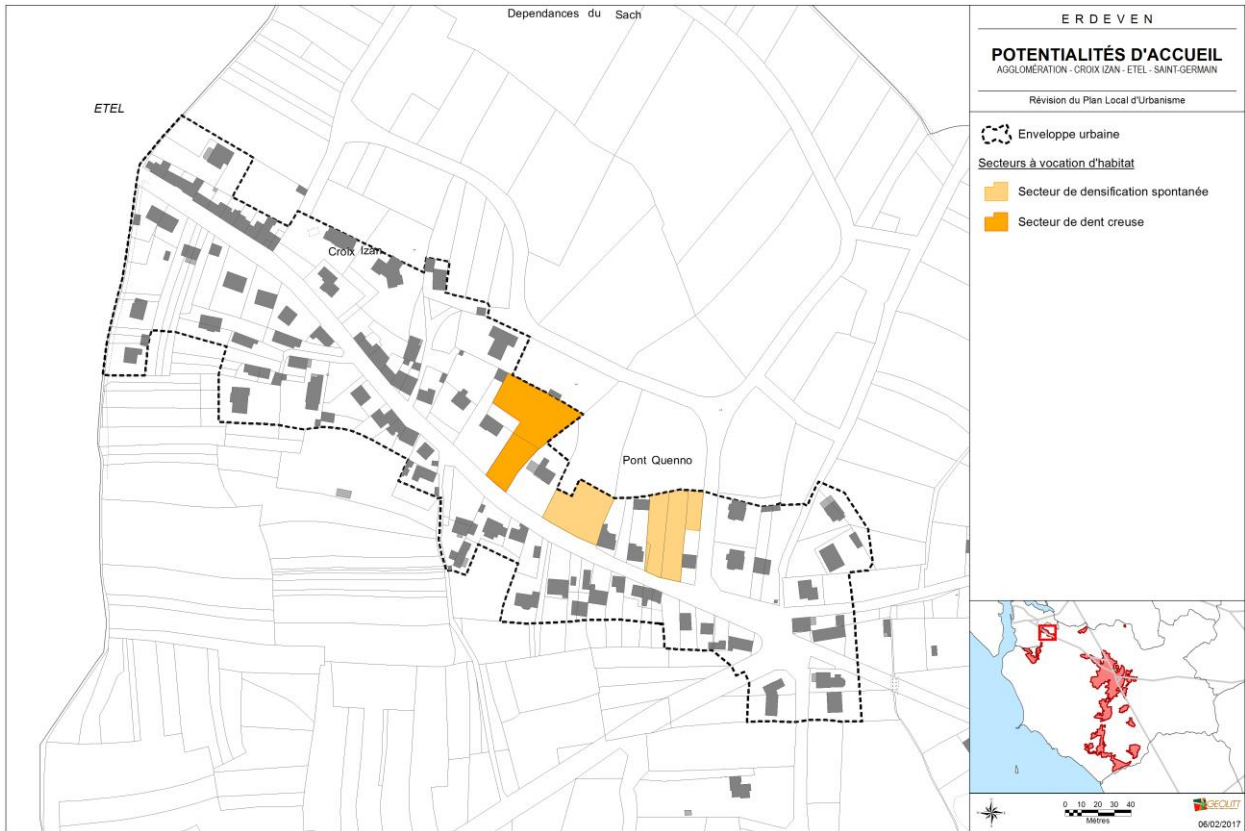 Dependances du Sach
ETEL
Croix Izan
Pont Quenno
ERDEVEN
POTENTIALITÉS D'ACCUEIL
AGGLOMÉRATION - CROIX IZAN - ETEL - SAINT-GERMAIN
Révision du Plan Local d'Urbanisme
Enveloppe urbaine
Secteurs à vocation d'habitat
Secteur de densification spontanée
Secteur de dent creuse
0 10 20 30 40
Mètres
GEOLITT
06/02/2017